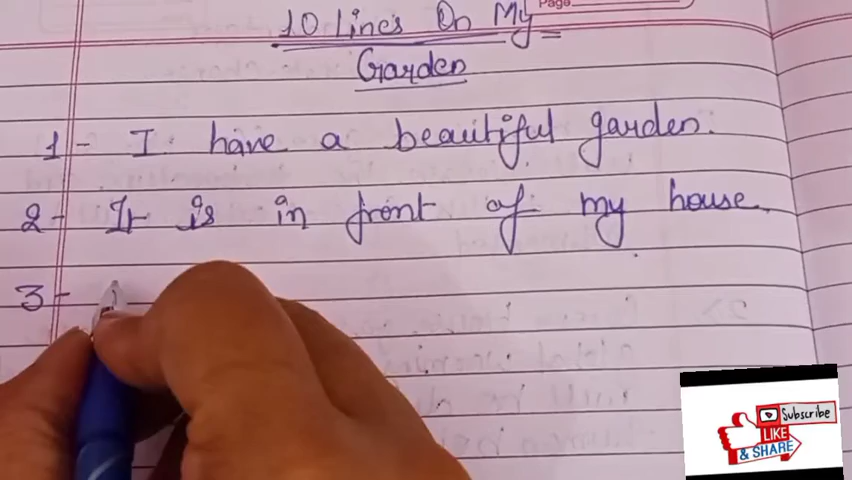 Page
10 Lines On My
Garden
1- I have a beautiful garden.
2- It is in front of my house.
3-
Subscribe
LIKE
& SHARE